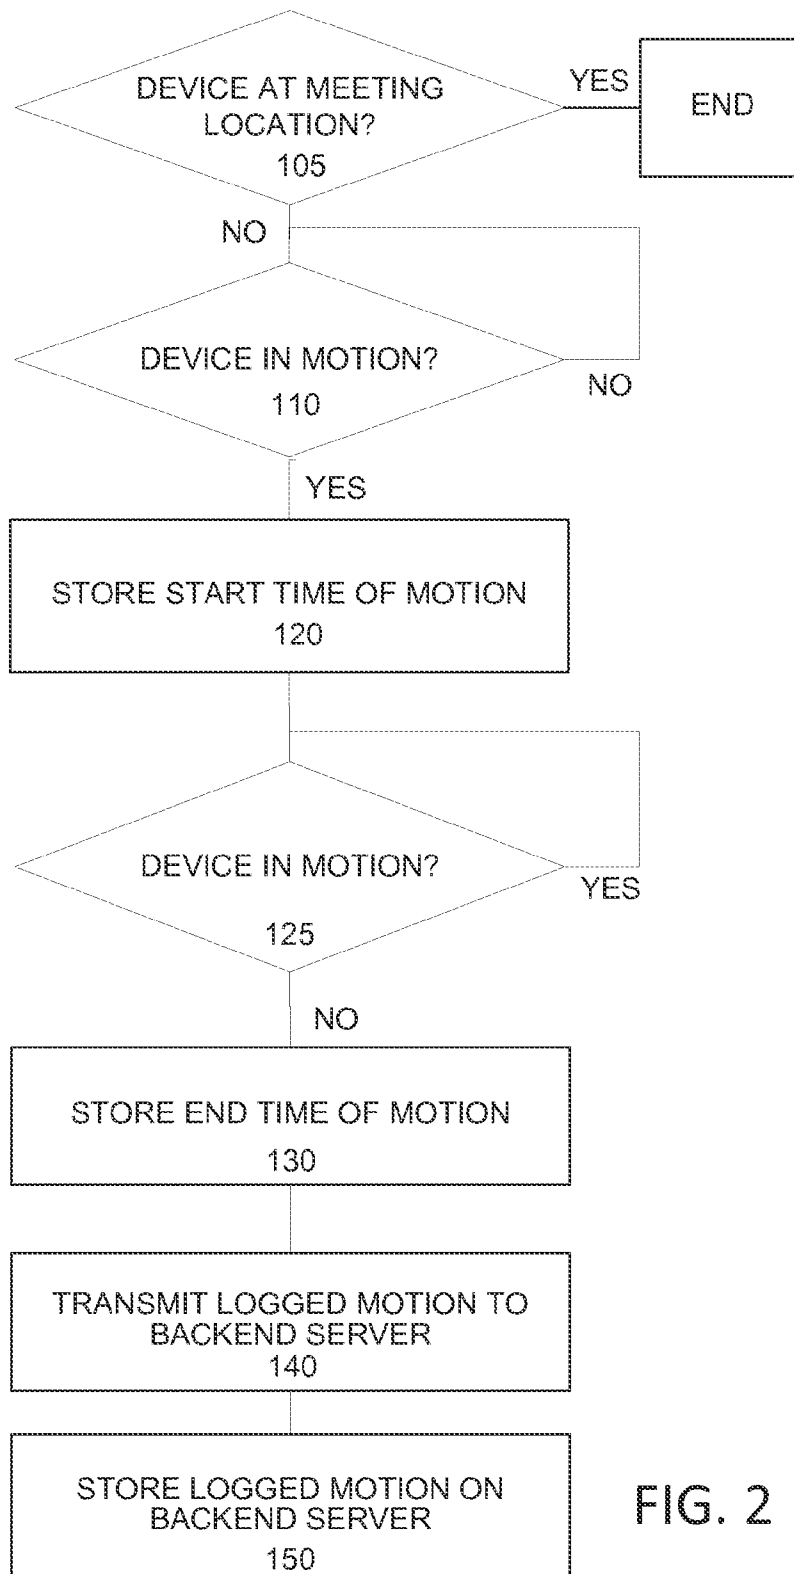 DEVICE AT MEETING
LOCATION?
105
YES
END
NO
DEVICE IN MOTION?
110
NO
YES
STORE START TIME OF MOTION
120
DEVICE IN MOTION?
125
YES
NO
STORE END TIME OF MOTION
130
TRANSMIT LOGGED MOTION TO
BACKEND SERVER
140
STORE LOGGED MOTION ON
BACKEND SERVER
150
FIG. 2